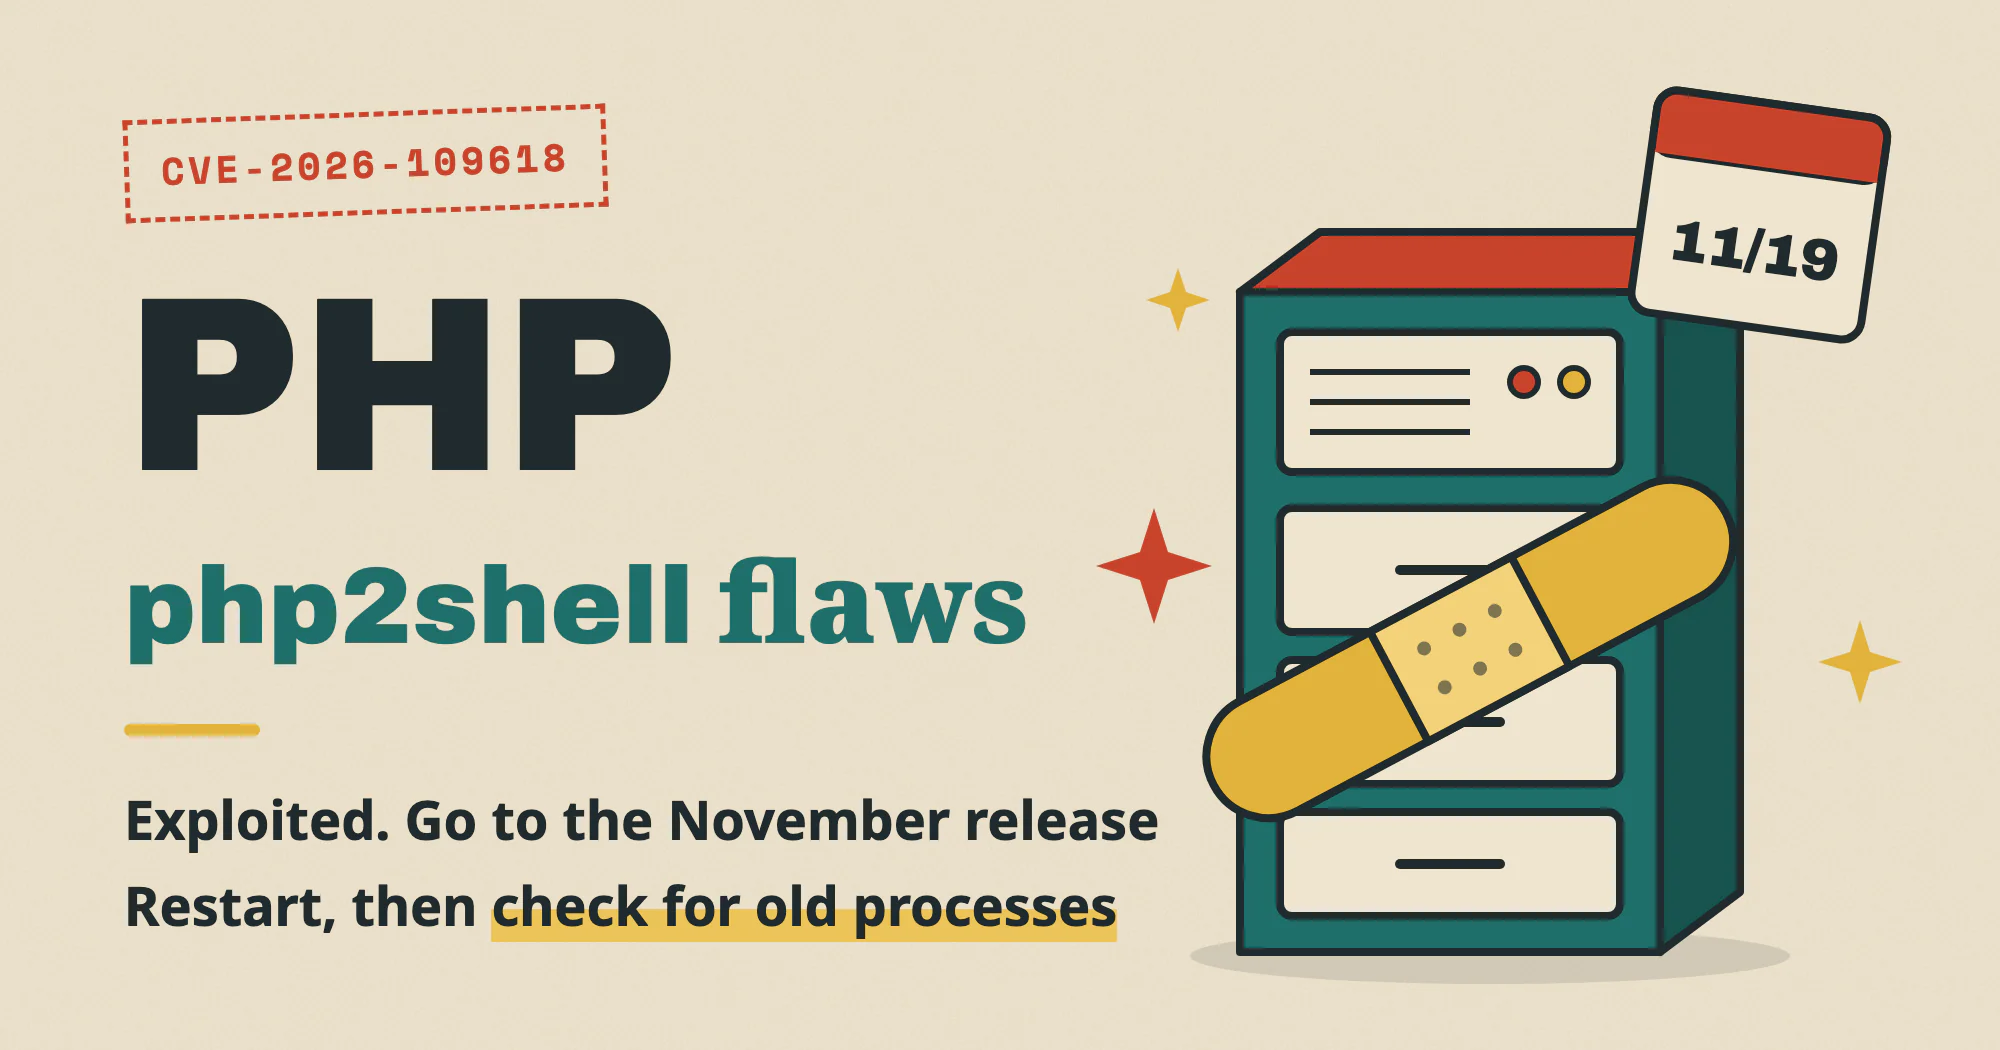 CVE-2026-109618
11/19
PHP
php2shell flaws
Exploited. Go to the November release
Restart, then check for old processes